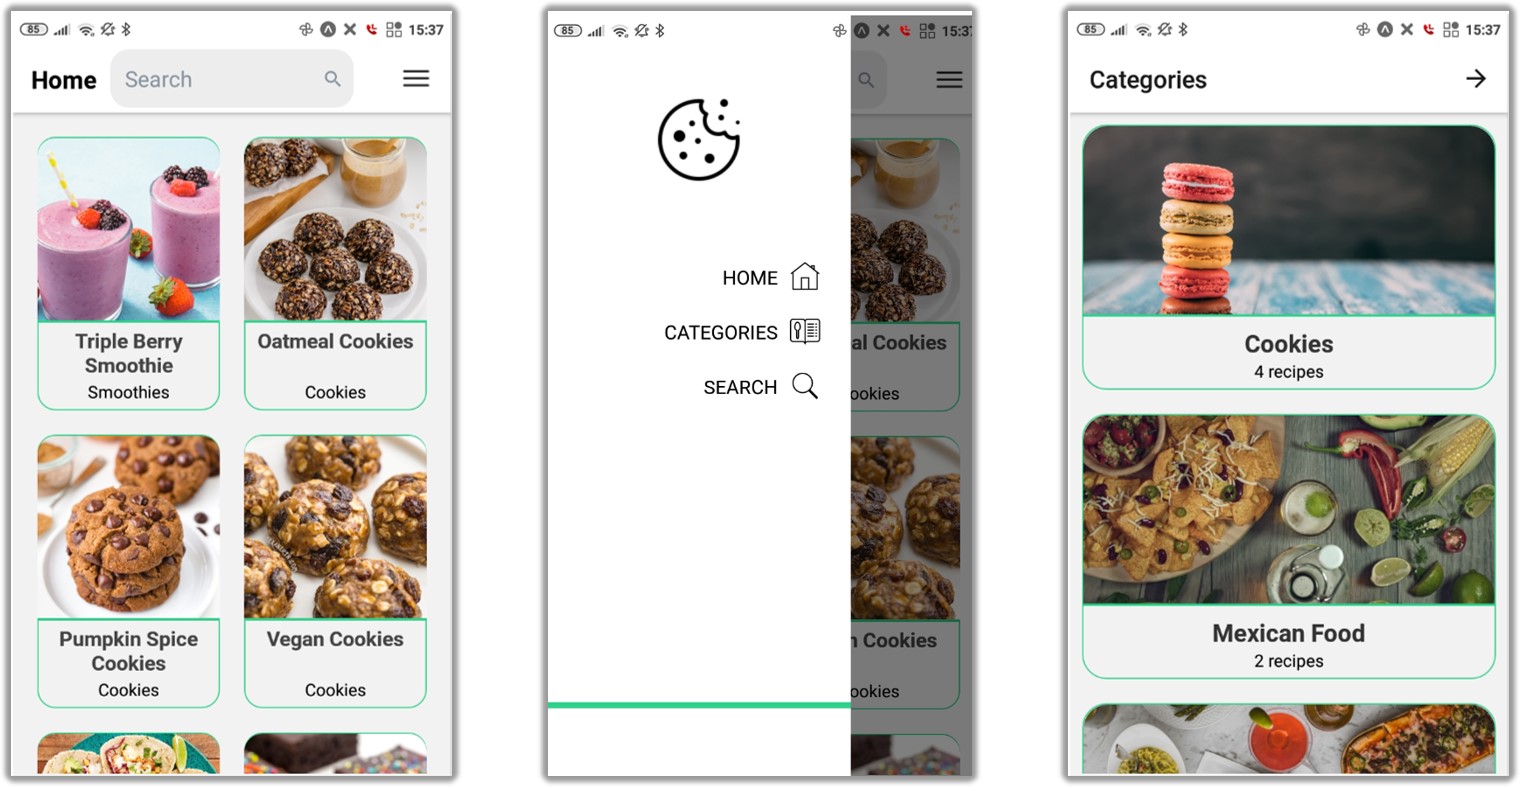 85 15:37
Home Search
Triple Berry
Smoothie
Smoothies
Oatmeal Cookies
Cookies
Pumpkin Spice
Cookies
Cookies
Vegan Cookies
Cookies
85 15:37
HOME
CATEGORIES
SEARCH
al Cookies
ookies
n Cookies
ookies
85 15:37
Categories
Cookies
4 recipes
Mexican Food
2 recipes